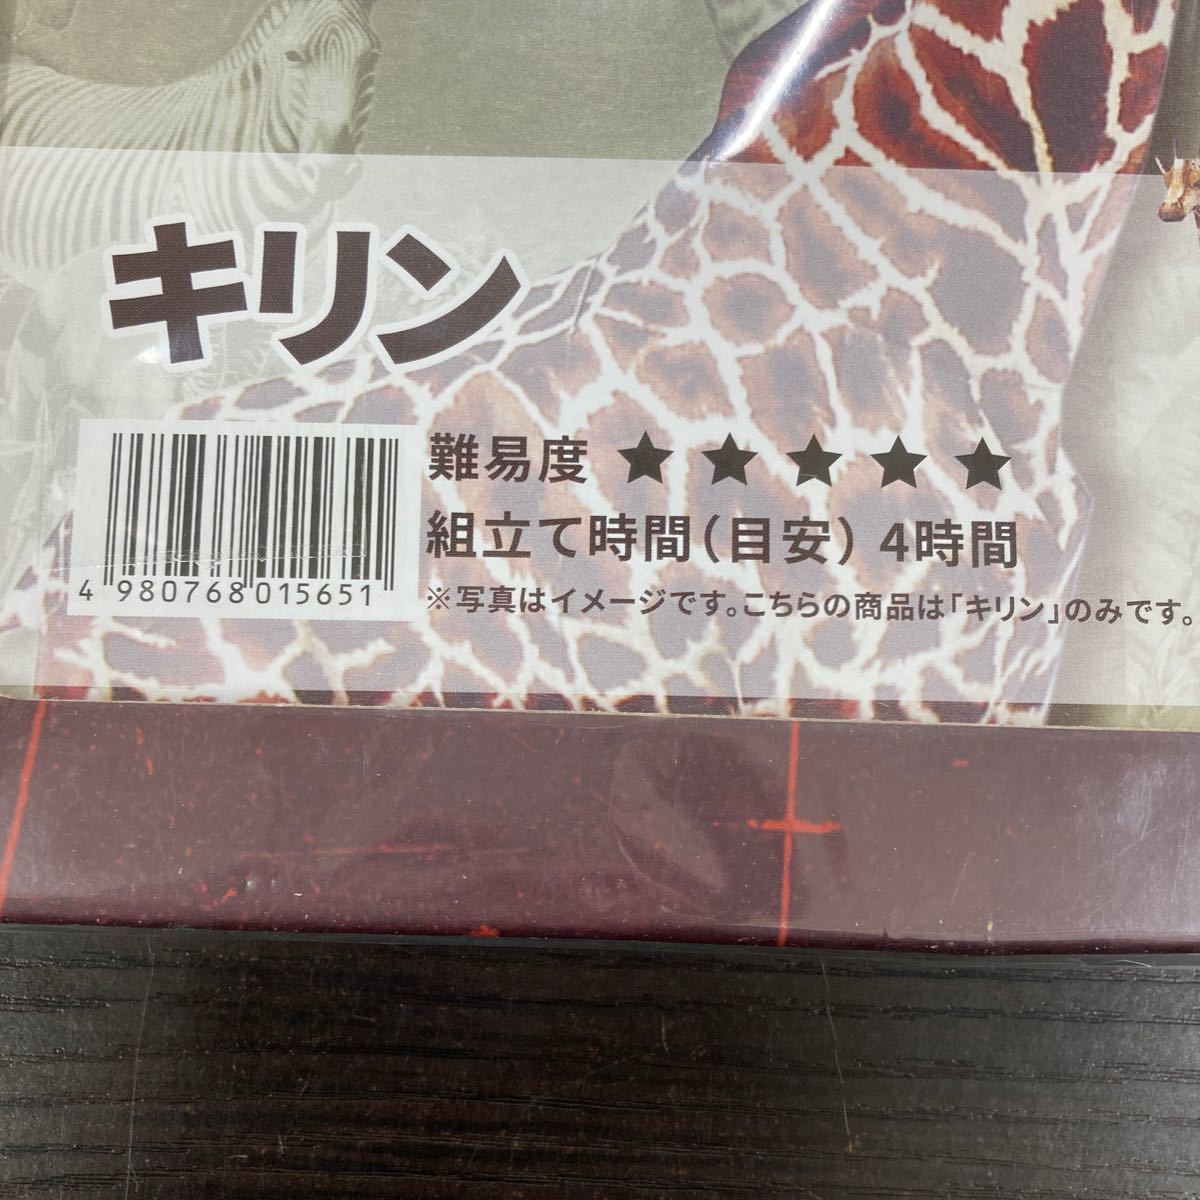 キリン
難易度 ★ ★ ★ ★ ★
組立て時間(目安) 4時間
※写真はイメージです。こちらの商品は「キリン」のみです。
4 980768 015651